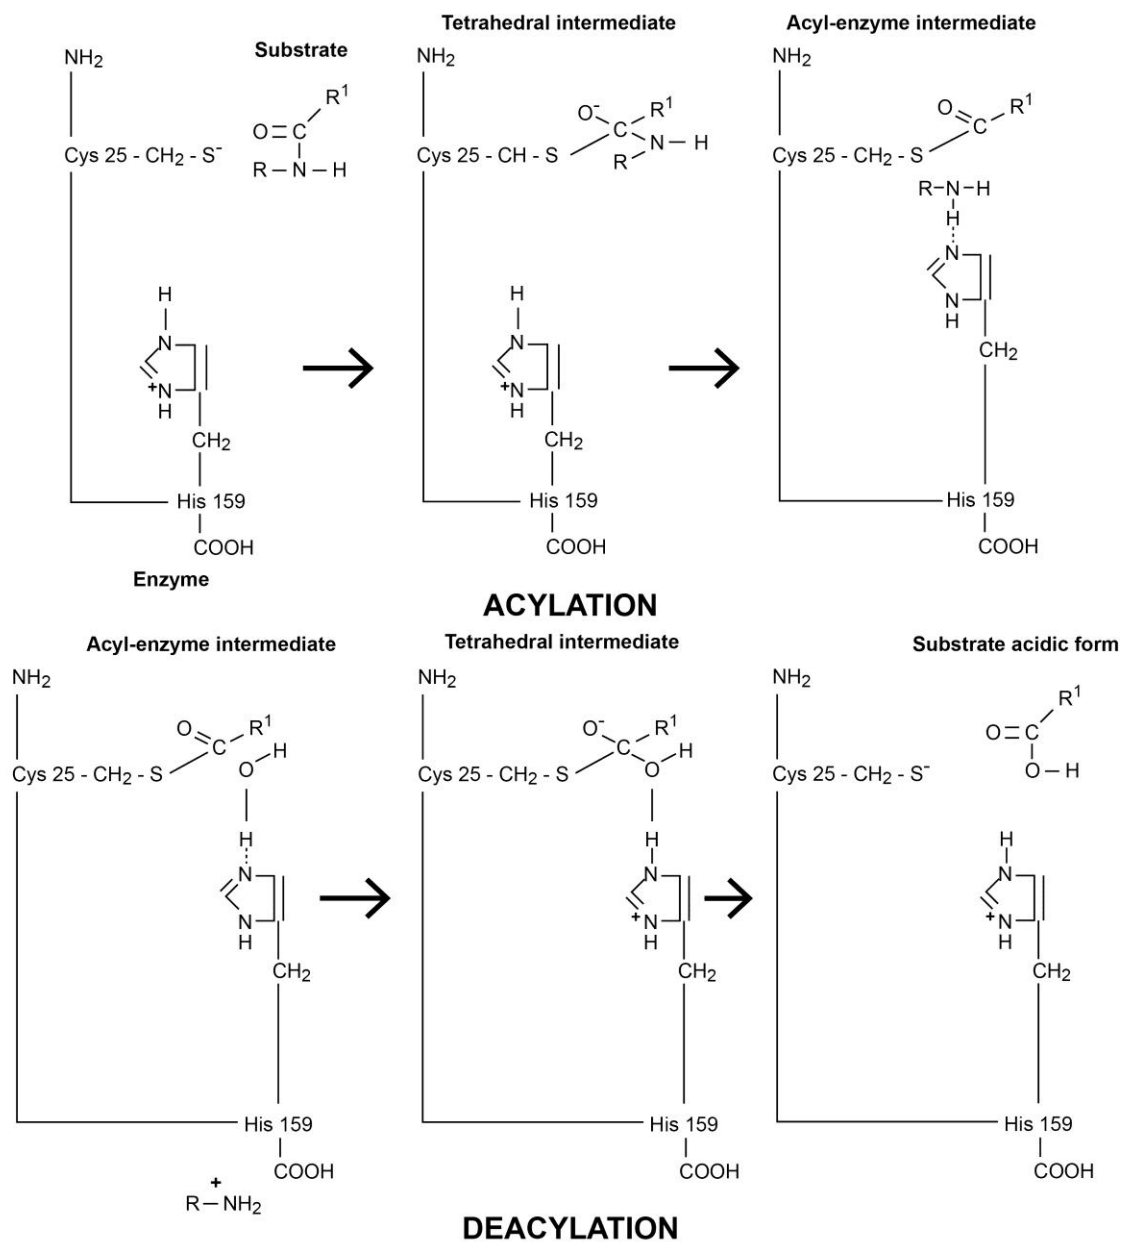 Tetrahedral intermediate
Acyl-enzyme intermediate
Substrate
NH2
NH2
NH2
R1
O=C
R-N-H
Cys 25 - CH2 - S-
O-
C
R1
N-H
R
Cys 25 - CH - S
O
C
R1
Cys 25 - CH2 - S
R-N-H
H
N
N
H
CH2
H
N
+N
H
CH2
H
N
+N
H
CH2
His 159
His 159
His 159
COOH
COOH
COOH
Enzyme
ACYLATION
Acyl-enzyme intermediate
Tetrahedral intermediate
Substrate acidic form
NH2
NH2
NH2
O
C
R1
O
H
Cys 25 - CH2 - S
H
N
N
H
CH2
O-
C
R1
O
H
Cys 25 - CH2 - S
H
N
+N
H
CH2
R1
O=C
O-H
Cys 25 - CH2 - S-
H
N
+N
H
CH2
His 159
His 159
His 159
COOH
COOH
COOH
+
R-NH2
DEACYLATION